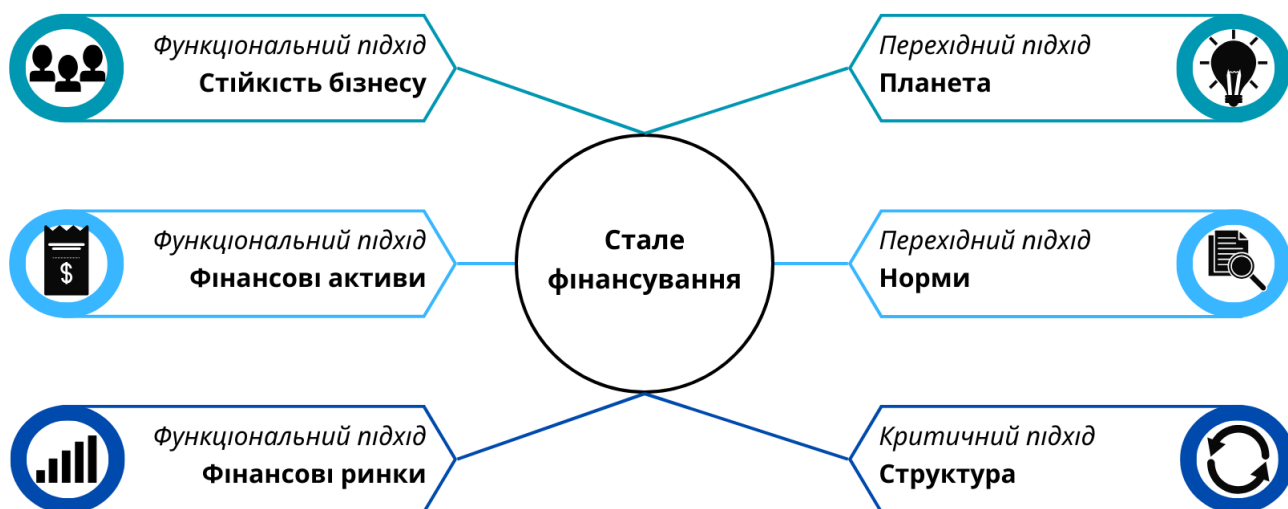 Функціональний підхід
Стійкість бізнесу
Перехідний підхід
Планета
Функціональний підхід
Фінансові активи
Стале
фінансування
Перехідний підхід
Норми
$
Функціональний підхід
Фінансові ринки
Критичний підхід
Структура